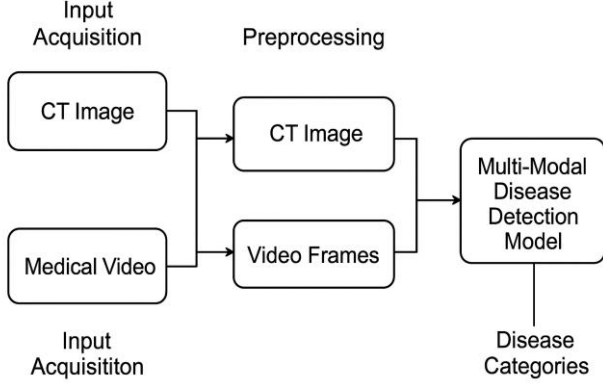 Input
Acquisition
Preprocessing
CT Image
CT Image
Multi-Modal
Disease
Detection
Model
Medical Video
Video Frames
Input
Acquisititon
Disease
Categories